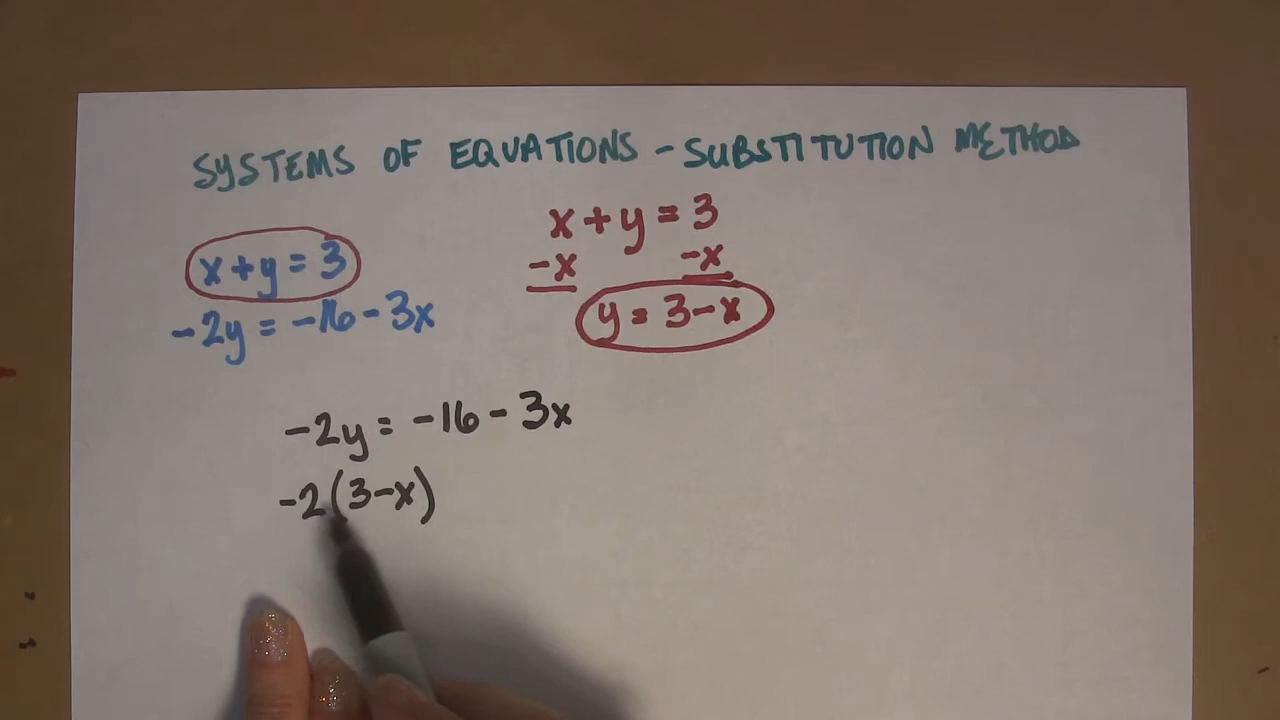 SYSTEMS OF EQUATIONS - SUBSTITUTION METHOD
x + y = 3
-2y = -16 - 3x
x + y = 3
-x -x
y = 3 - x
-2y = -16 - 3x
-2(3-x)